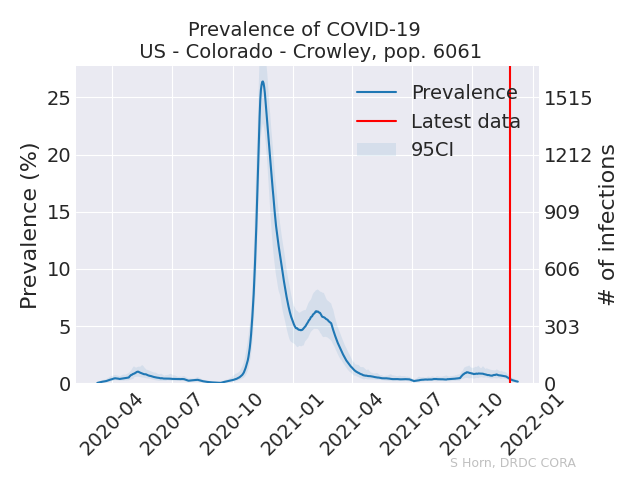 Prevalence of COVID-19
US - Colorado - Crowley, pop. 6061
Prevalence
Latest data
95CI
Prevalence (%)
25
20
15
10
5
0
# of infections
1515
1212
909
606
303
0
2020-04
2020-07
2020-10
2021-01
2021-04
2021-07
2021-10
2022-01
S Horn, DRDC CORA